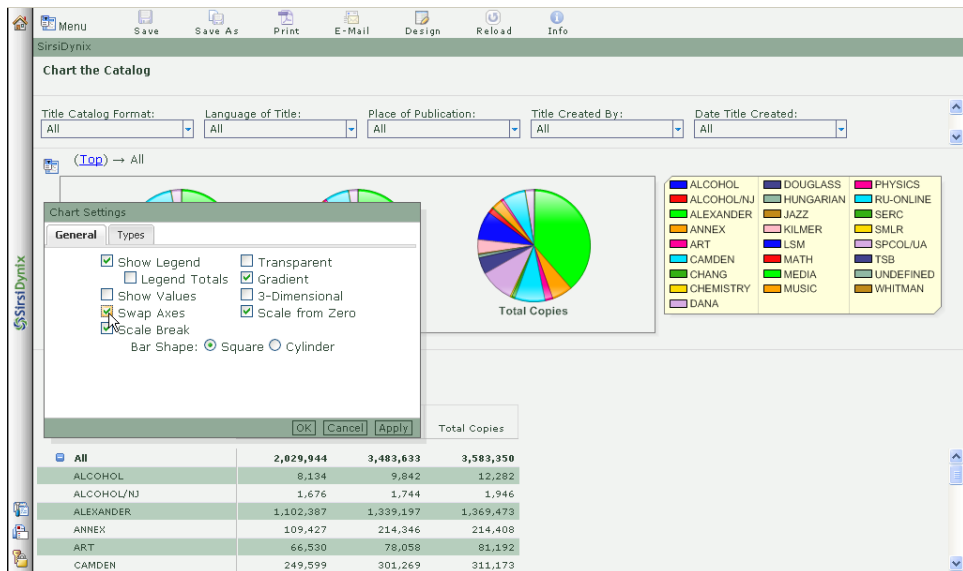 Menu
Save
Save As
Print
E-Mail
Design
Reload
Info
SirsiDynix
Chart the Catalog
Title Catalog Format:
Language of Title:
Place of Publication:
Title Created By:
Date Title Created:
All
All
All
All
All
(Top) → All
Chart Settings
General
Types
Show Legend
Transparent
Legend Totals
Gradient
Show Values
3-Dimensional
Swap Axes
Scale from Zero
Scale Break
Bar Shape: Square Cylinder
OK
Cancel
Apply
Total Copies
ALCOHOL DOUGLASS PHYSICS
ALCOHOL/NJ HUNGARIAN RU-ONLINE
ALEXANDER JAZZ SERC
ANNEX KILMER SMLR
ART LSM SPCOL/UA
CAMDEN MATH TSB
CHANG MEDIA UNDEFINED
CHEMISTRY MUSIC WHITMAN
DANA
SirsiDynix
Total Copies
All 2,029,944 3,483,633 3,583,350
ALCOHOL 8,134 9,842 12,282
ALCOHOL/NJ 1,676 1,744 1,946
ALEXANDER 1,102,387 1,339,197 1,369,473
ANNEX 109,427 214,346 214,408
ART 66,530 78,058 81,192
CAMDEN 249,599 301,269 311,173